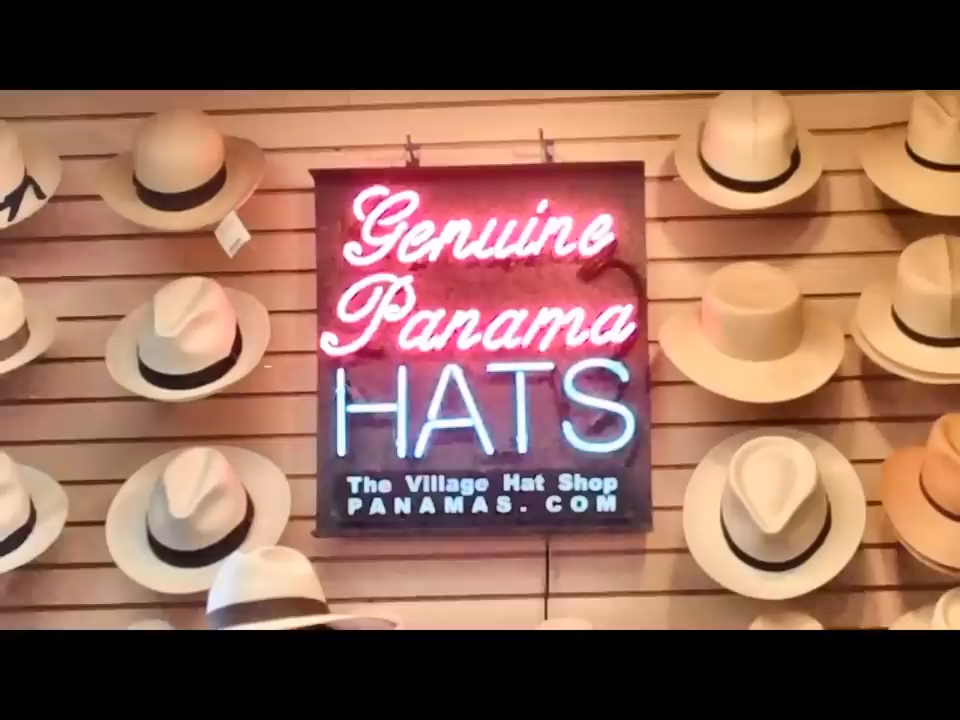 Genuine
Panama
HATS
The Village Hat Shop
PANAMAS.COM